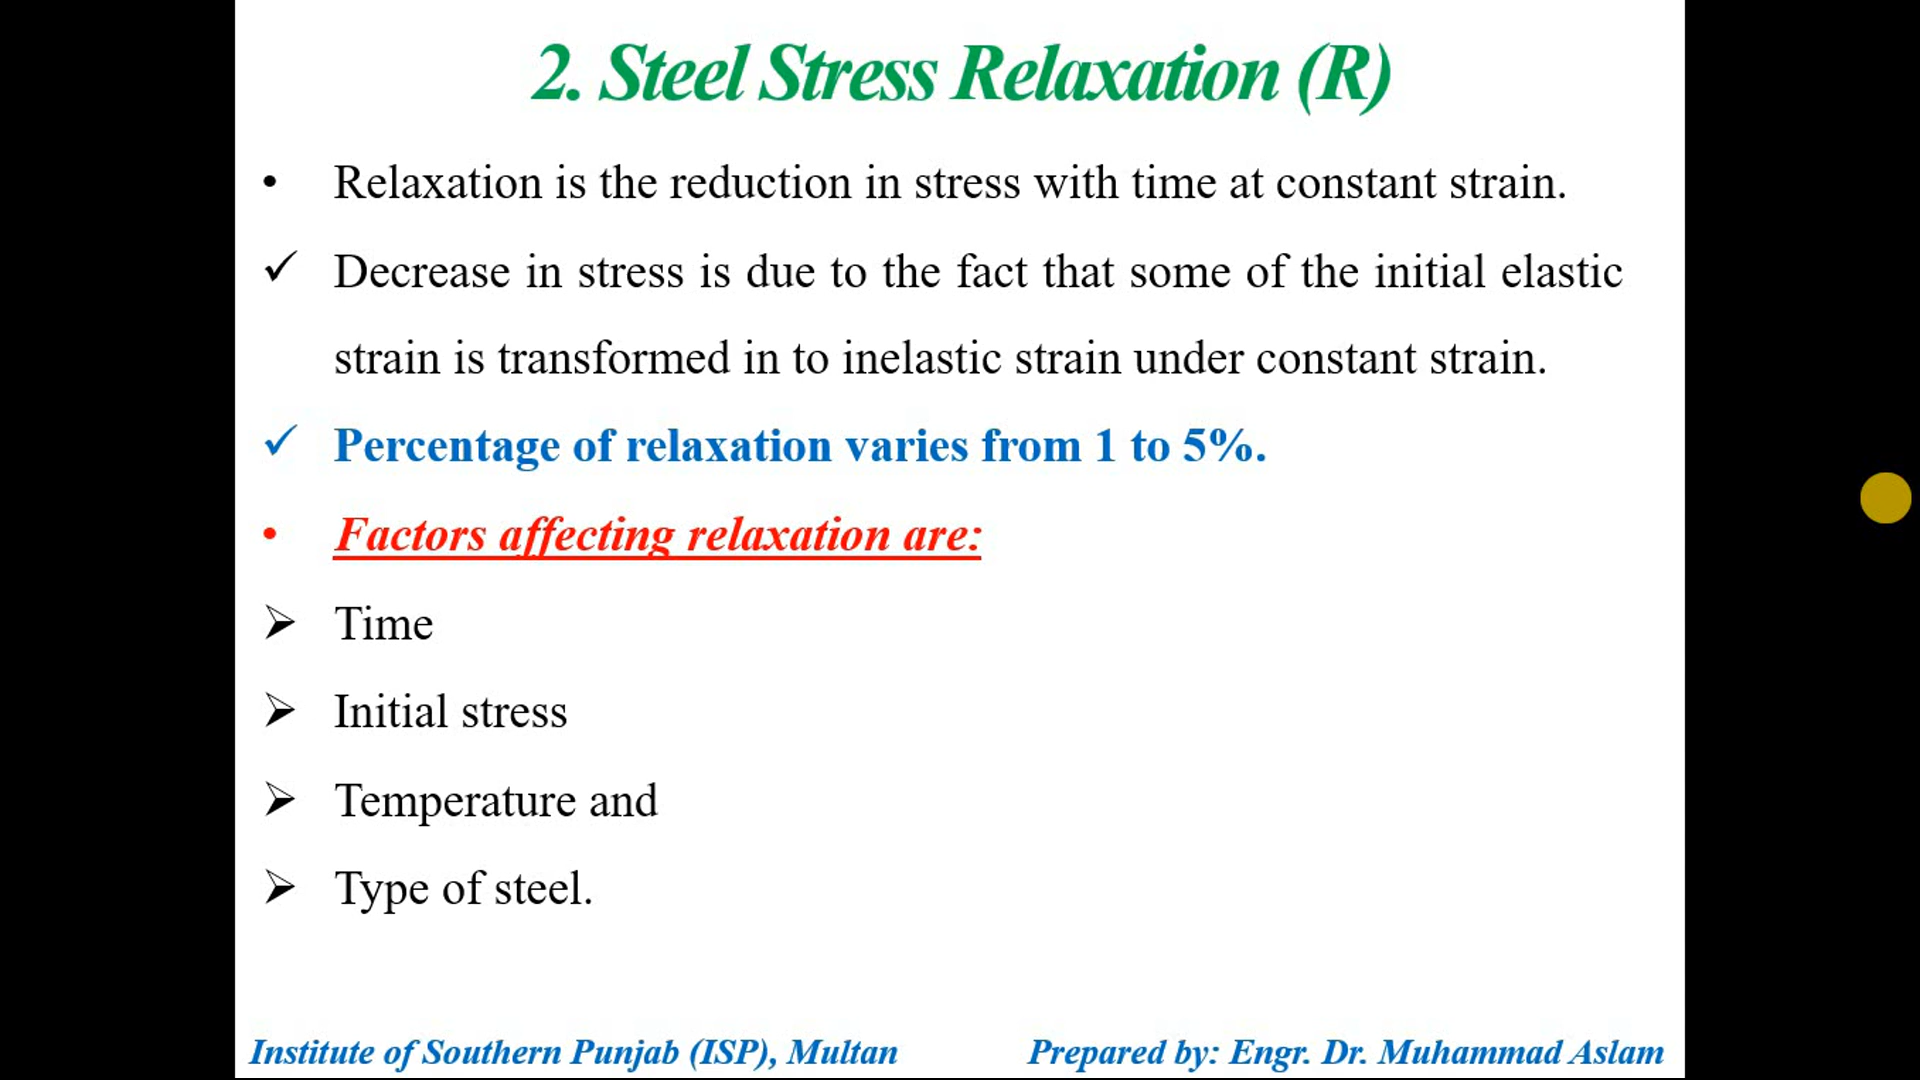 2. Steel Stress Relaxation (R)
• Relaxation is the reduction in stress with time at constant strain.
✓ Decrease in stress is due to the fact that some of the initial elastic
strain is transformed in to inelastic strain under constant strain.
✓ Percentage of relaxation varies from 1 to 5%.
• Factors affecting relaxation are:
➢ Time
➢ Initial stress
➢ Temperature and
➢ Type of steel.
Institute of Southern Punjab (ISP), Multan
Prepared by: Engr. Dr. Muhammad Aslam